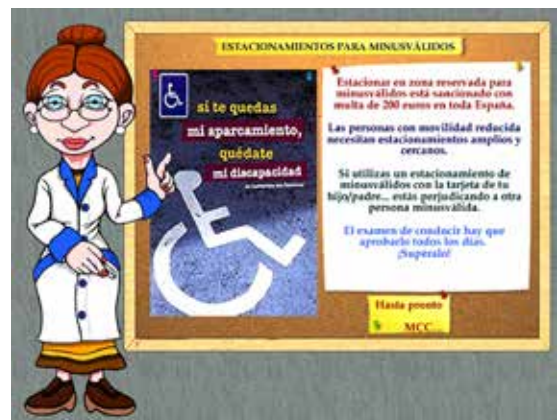 ESTACIONAMIENTOS PARA MINUSVÁLIDOS
si te quedas
mi aparcamiento,
quédate
mi discapacidad
Estacionar en zona reservada para
minusválidos está sancionado con
multa de 200 euros en toda España.
Las personas con movilidad reducida
necesitan estacionamientos amplios y
cercanos.
Si utilizas un estacionamiento de
minusválidos con la tarjeta de tu
hijo/padre... estás perjudicando a otra
persona minusválida.
El examen de conducir hay que
aprobarlo todos los días.
¡Supéralo!
Hasta pronto
MCC...